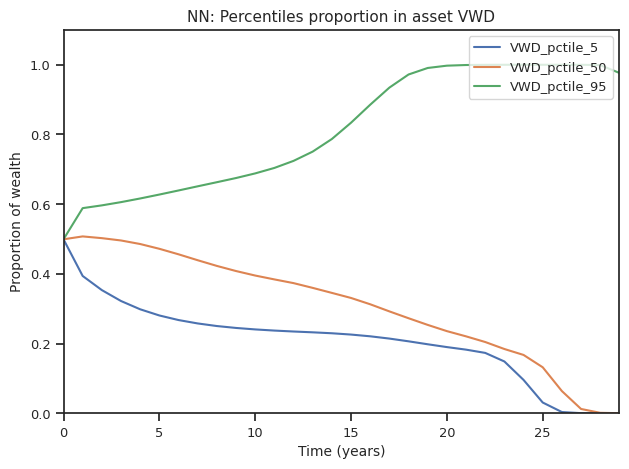 NN: Percentiles proportion in asset VWD
VWD_pctile_5
VWD_pctile_50
VWD_pctile_95
Proportion of wealth
1.0
0.8
0.6
0.4
0.2
0.0
0 5 10 15 20 25
Time (years)